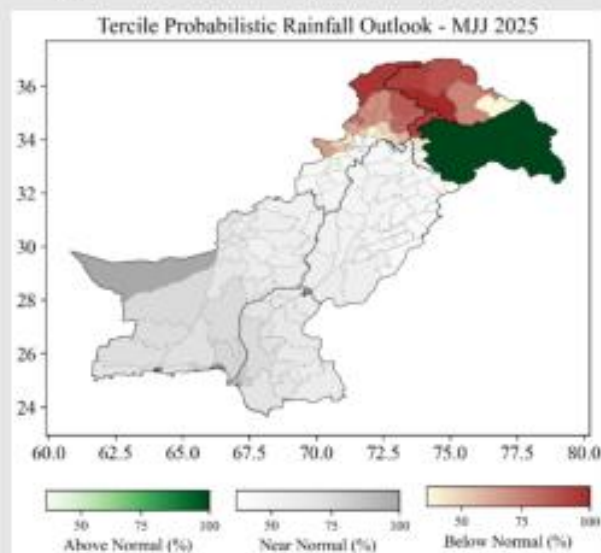 Tercile Probabilistic Rainfall Outlook - MJJ 2025
36
34
32
30
28
26
24
60.0 62.5 65.0 67.5 70.0 72.5 75.0 77.5 80.0
50 75 100 50 75 100 50 75 100
Above Normal (%) Near Normal (%) Below Normal (%)